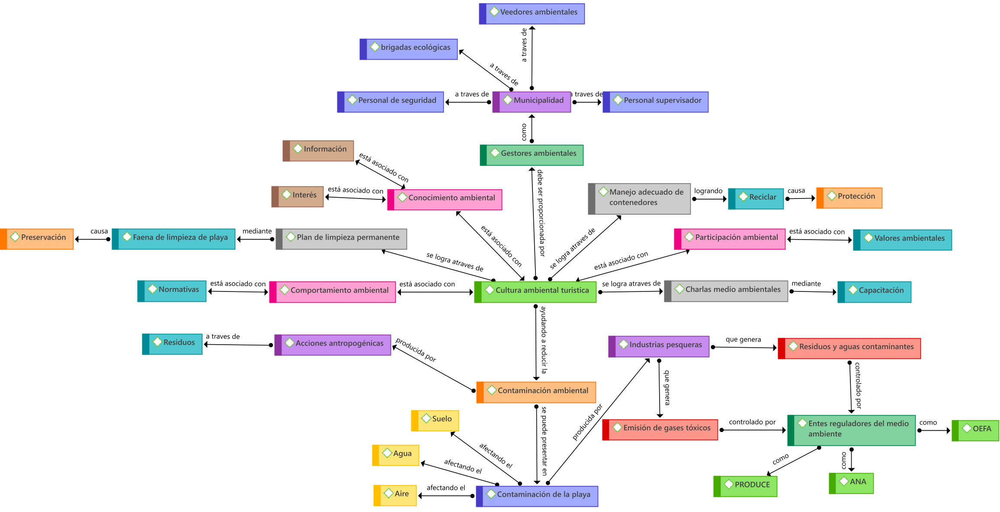 Veedores ambientales
a traves de
brigadas ecológicas
a traves de
Personal de seguridad
a traves de
Municipalidad
a traves de
Personal supervisador
como
Gestores ambientales
Información
está asociado con
Interés
está asociado con
Conocimiento ambiental
debe ser proporcionada por
Manejo adecuado de
contenedores
logrando
Reciclar
causa
Protección
Preservación
causa
Faena de limpieza de playa
mediante
Plan de limpieza permanente
está asociado con
se logra atraves de
Participación ambiental
está asociado con
Valores ambientales
se logra atraves de
está asociado con
Normativas
está asociado con
Comportamiento ambiental
está asociado con
Cultura ambiental turistica
se logra atraves de
Charlas medio ambientales
mediante
Capacitación
ayudando a reducir la
Residuos
a traves de
Acciones antropogénicas
producida por
Industrias pesqueras
que genera
Residuos y aguas contaminantes
que genera
controlado por
Contaminación ambiental
Suelo
se puede presentar en
producida por
Emisión de gases tóxicos
controlado por
Entes reguladores del medio
ambiente
como
OEFA
Agua
afectando el
afectando el
como
como
PRODUCE
ANA
Aire
afectando el
Contaminación de la playa